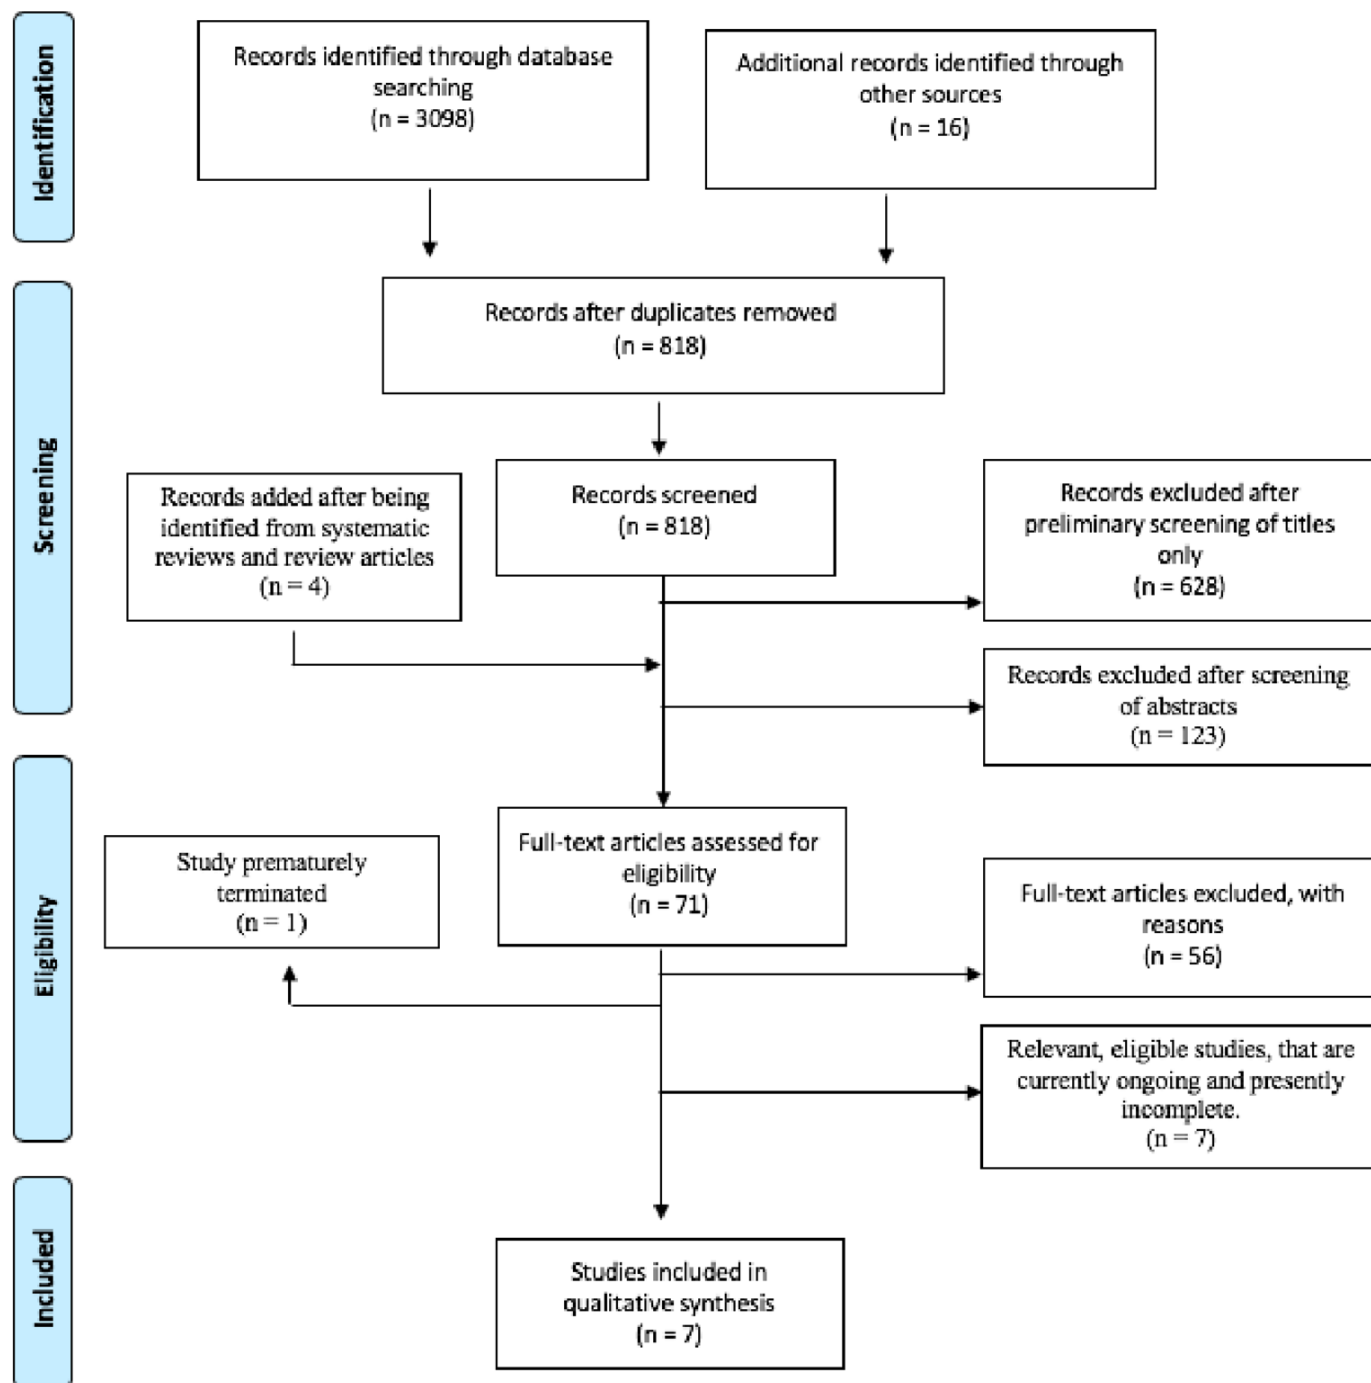 Identification
Records identified through database
searching
(n = 3098)
Additional records identified through
other sources
(n = 16)
Screening
Records after duplicates removed
(n = 818)
Records added after being
identified from systematic
reviews and review articles
(n = 4)
Records screened
(n = 818)
Records excluded after
preliminary screening of titles
only
(n = 628)
Records excluded after screening
of abstracts
(n = 123)
Eligibility
Study prematurely
terminated
(n = 1)
Full-text articles assessed for
eligibility
(n = 71)
Full-text articles excluded, with
reasons
(n = 56)
Relevant, eligible studies, that are
currently ongoing and presently
incomplete.
(n = 7)
Included
Studies included in
qualitative synthesis
(n = 7)